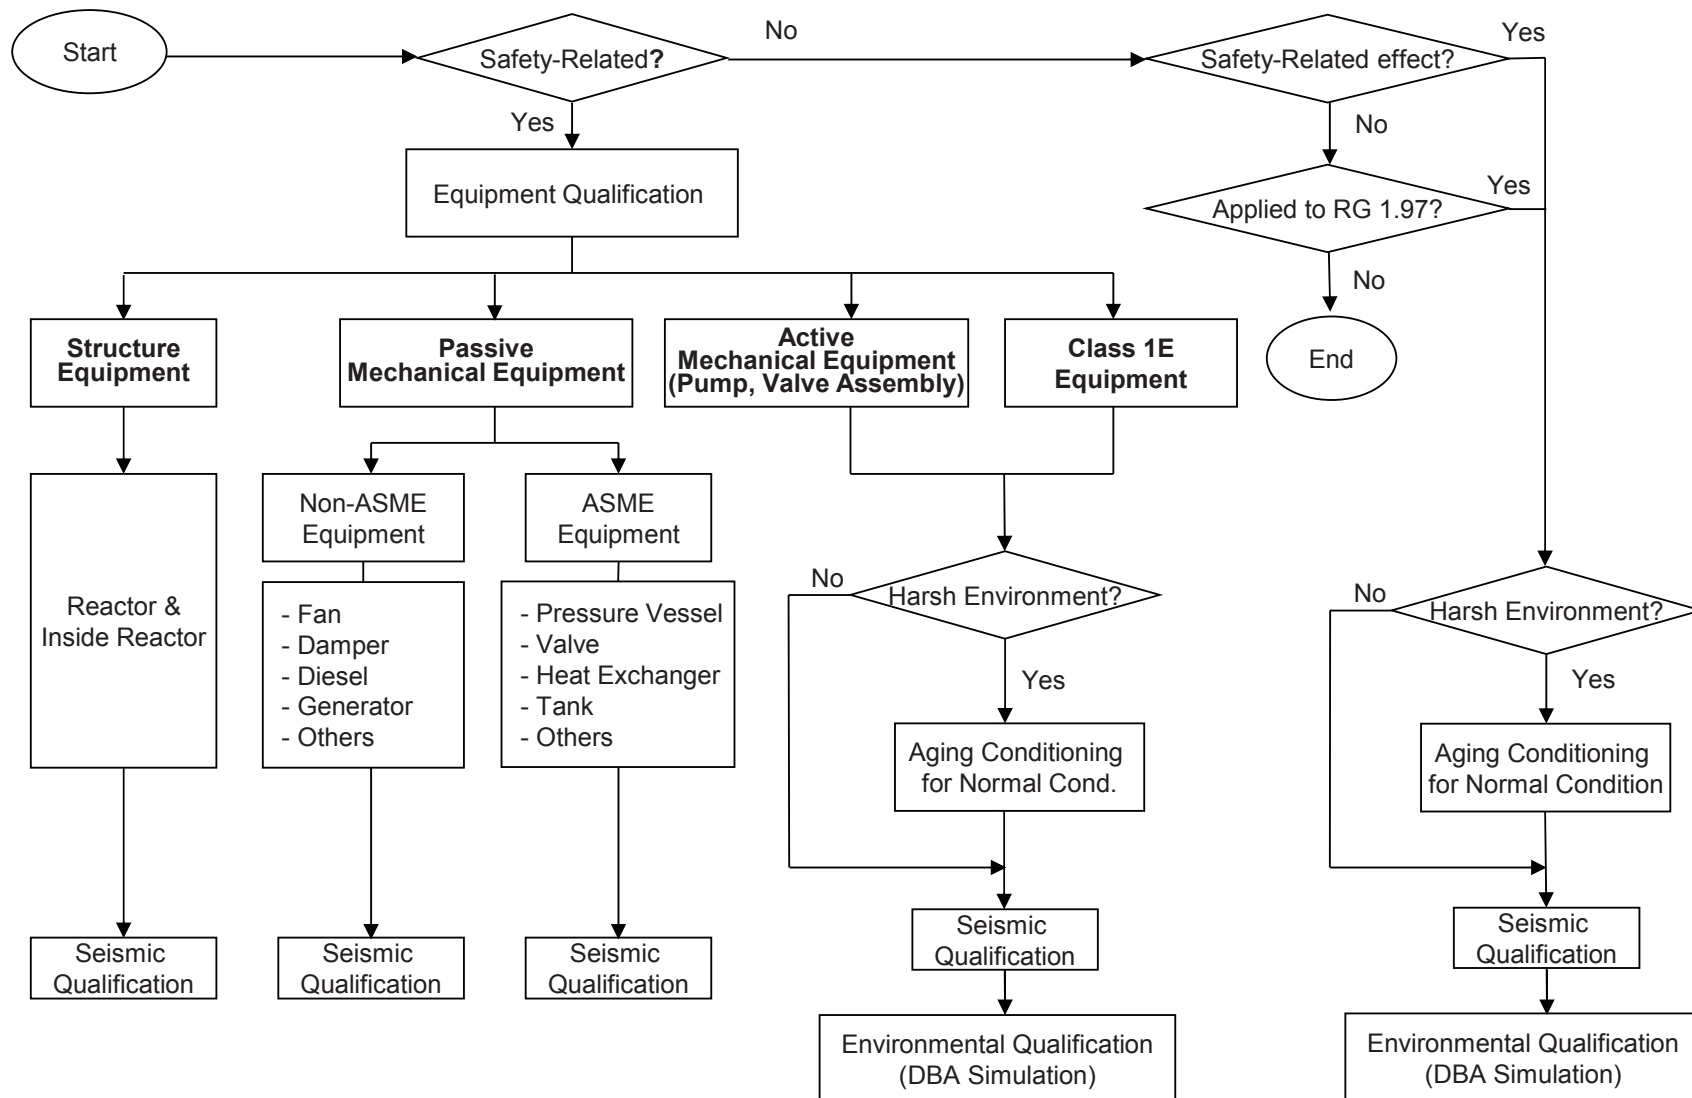 Start
Safety-Related?
No
Safety-Related effect?
Yes
Yes
No
Equipment Qualification
Applied to RG 1.97?
Yes
No
End
Structure
Equipment
Passive
Mechanical Equipment
Active
Mechanical Equipment
(Pump, Valve Assembly)
Class 1E
Equipment
Reactor &
Inside Reactor
Non-ASME
Equipment
- Fan
- Damper
- Diesel
- Generator
- Others
ASME
Equipment
- Pressure Vessel
- Valve
- Heat Exchanger
- Tank
- Others
No
Harsh Environment?
Yes
Aging Conditioning
for Normal Cond.
No
Harsh Environment?
Yes
Aging Conditioning
for Normal Condition
Seismic
Qualification
Seismic
Qualification
Seismic
Qualification
Seismic
Qualification
Seismic
Qualification
Environmental Qualification
(DBA Simulation)
Environmental Qualification
(DBA Simulation)